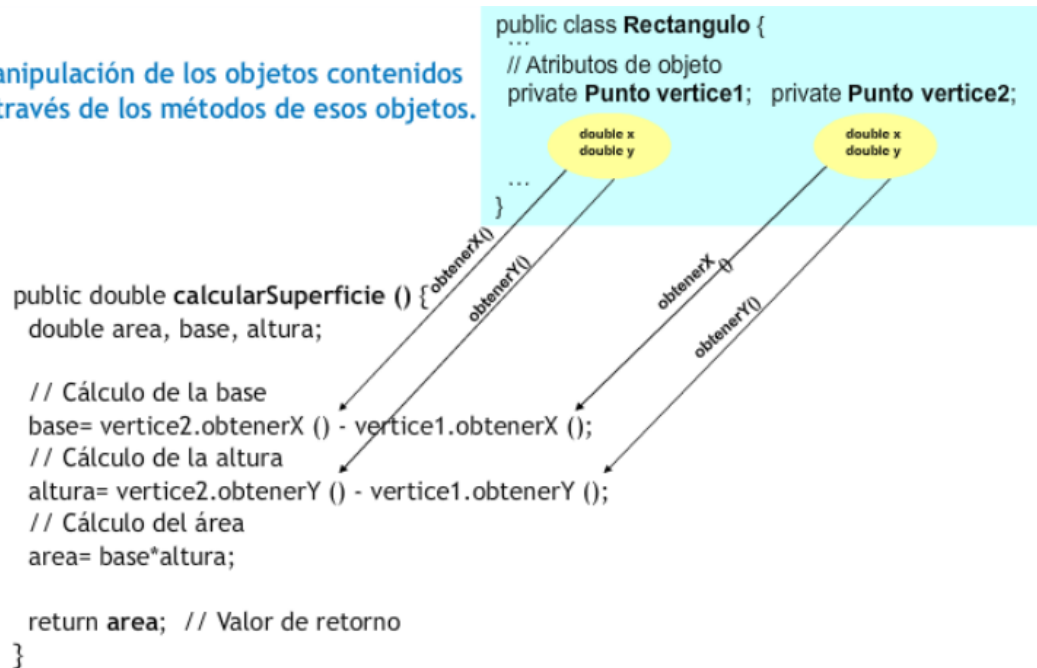 public class Rectangulo {
...
// Atributos de objeto
private Punto vertice1; private Punto vertice2;
double x
double y
double x
double y
...
}
de los objetos contenidos
de los métodos de esos objetos.
obtenerX()
obtenerY()
obtenerX
()
obtenerY()
public double calcularSuperficie () {
double area, base, altura;
// Cálculo de la base
base= vertice2.obtenerX () - vertice1.obtenerX ();
// Cálculo de la altura
altura= vertice2.obtenerY () - vertice1.obtenerY ();
// Cálculo del área
area= base*altura;
return area; // Valor de retorno
}